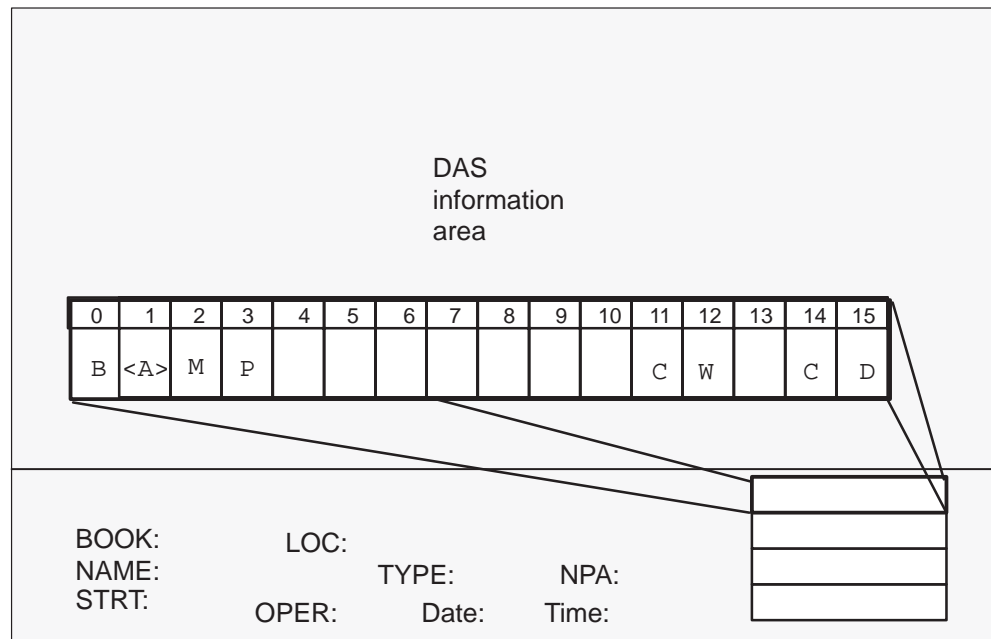 DAS
information
area
0 1 2 3 4 5 6 7 8 9 10 11 12 13 14 15
B <A> M P C W C D
BOOK: LOC:
NAME: TYPE: NPA:
STRT: OPER: Date: Time: